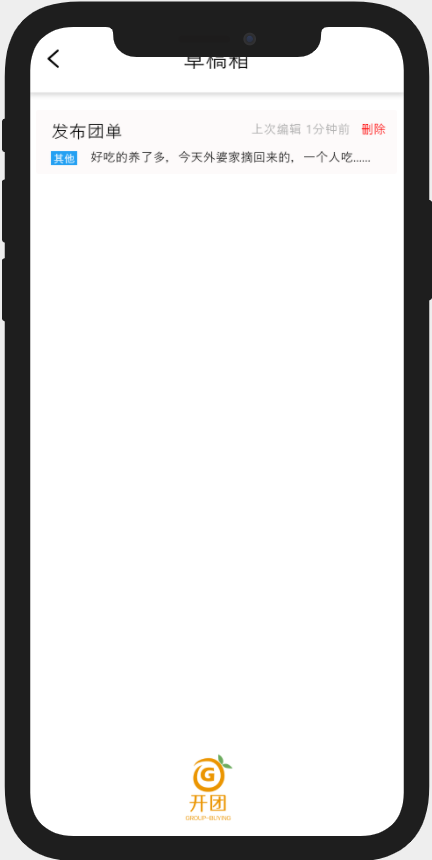 草稿箱
发布团单
上次编辑 1分钟前 删除
其他 好吃的养了多，今天外婆家摘回来的，一个人吃......
G
开团
GROUP-BUYING